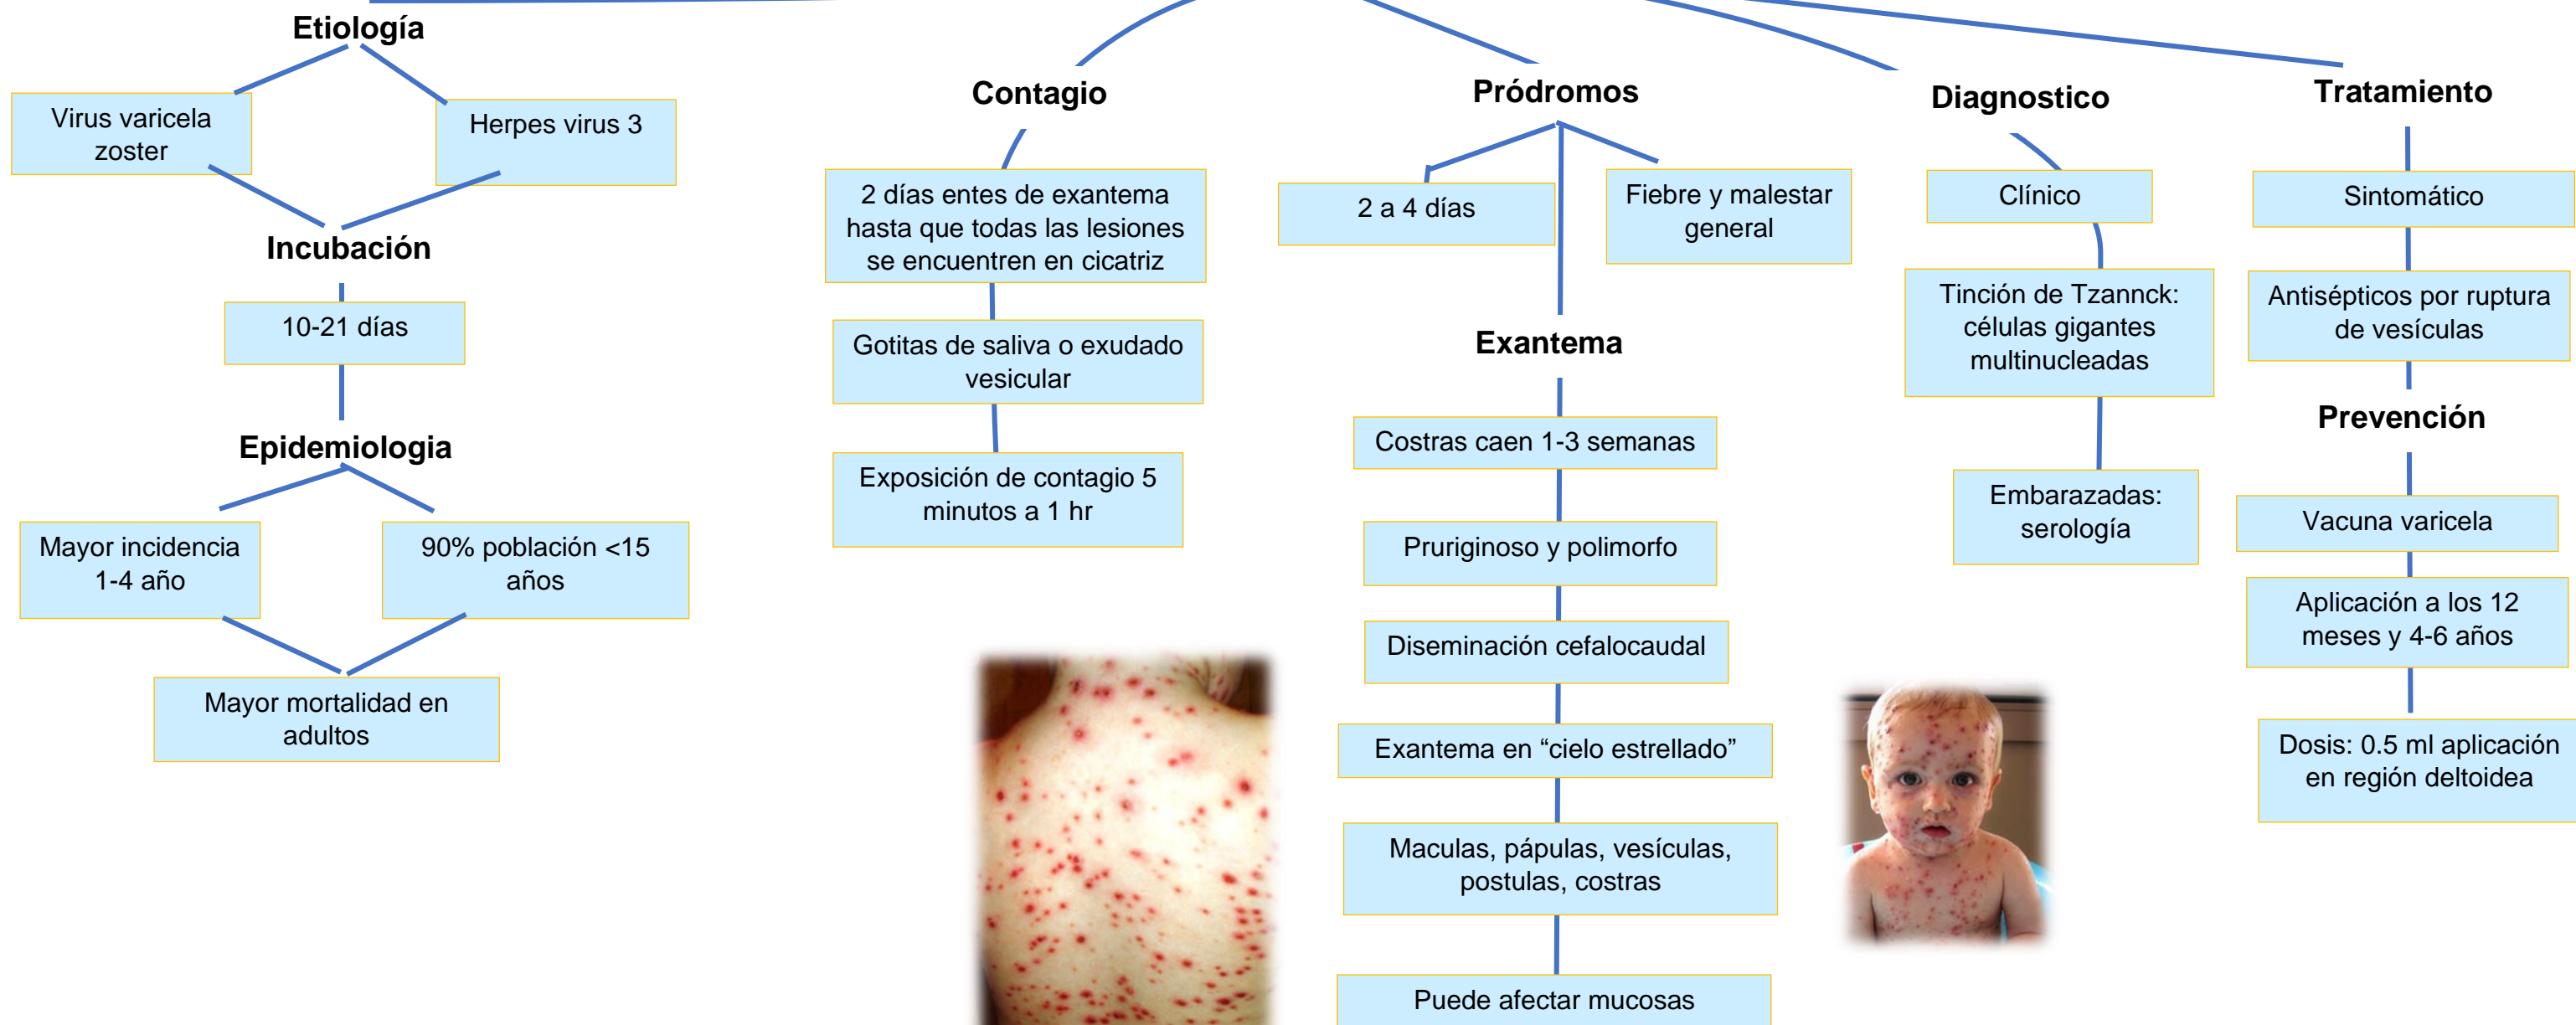 Etiología
Virus varicela
zoster
Herpes virus 3
Incubación
10-21 días
Epidemiologia
Mayor incidencia
1-4 año
90% población <15
años
Mayor mortalidad en
adultos
Contagio
2 días entes de exantema
hasta que todas las lesiones
se encuentren en cicatriz
Gotitas de saliva o exudado
vesicular
Exposición de contagio 5
minutos a 1 hr
Pródromos
2 a 4 días
Fiebre y malestar
general
Exantema
Costras caen 1-3 semanas
Pruriginoso y polimorfo
Diseminación cefalocaudal
Exantema en “cielo estrellado”
Maculas, pápulas, vesículas,
postulas, costras
Puede afectar mucosas
Diagnostico
Clínico
Tinción de Tzannck:
células gigantes
multinucleadas
Embarazadas:
serología
Tratamiento
Sintomático
Antisépticos por ruptura
de vesículas
Prevención
Vacuna varicela
Aplicación a los 12
meses y 4-6 años
Dosis: 0.5 ml aplicación
en región deltoidea